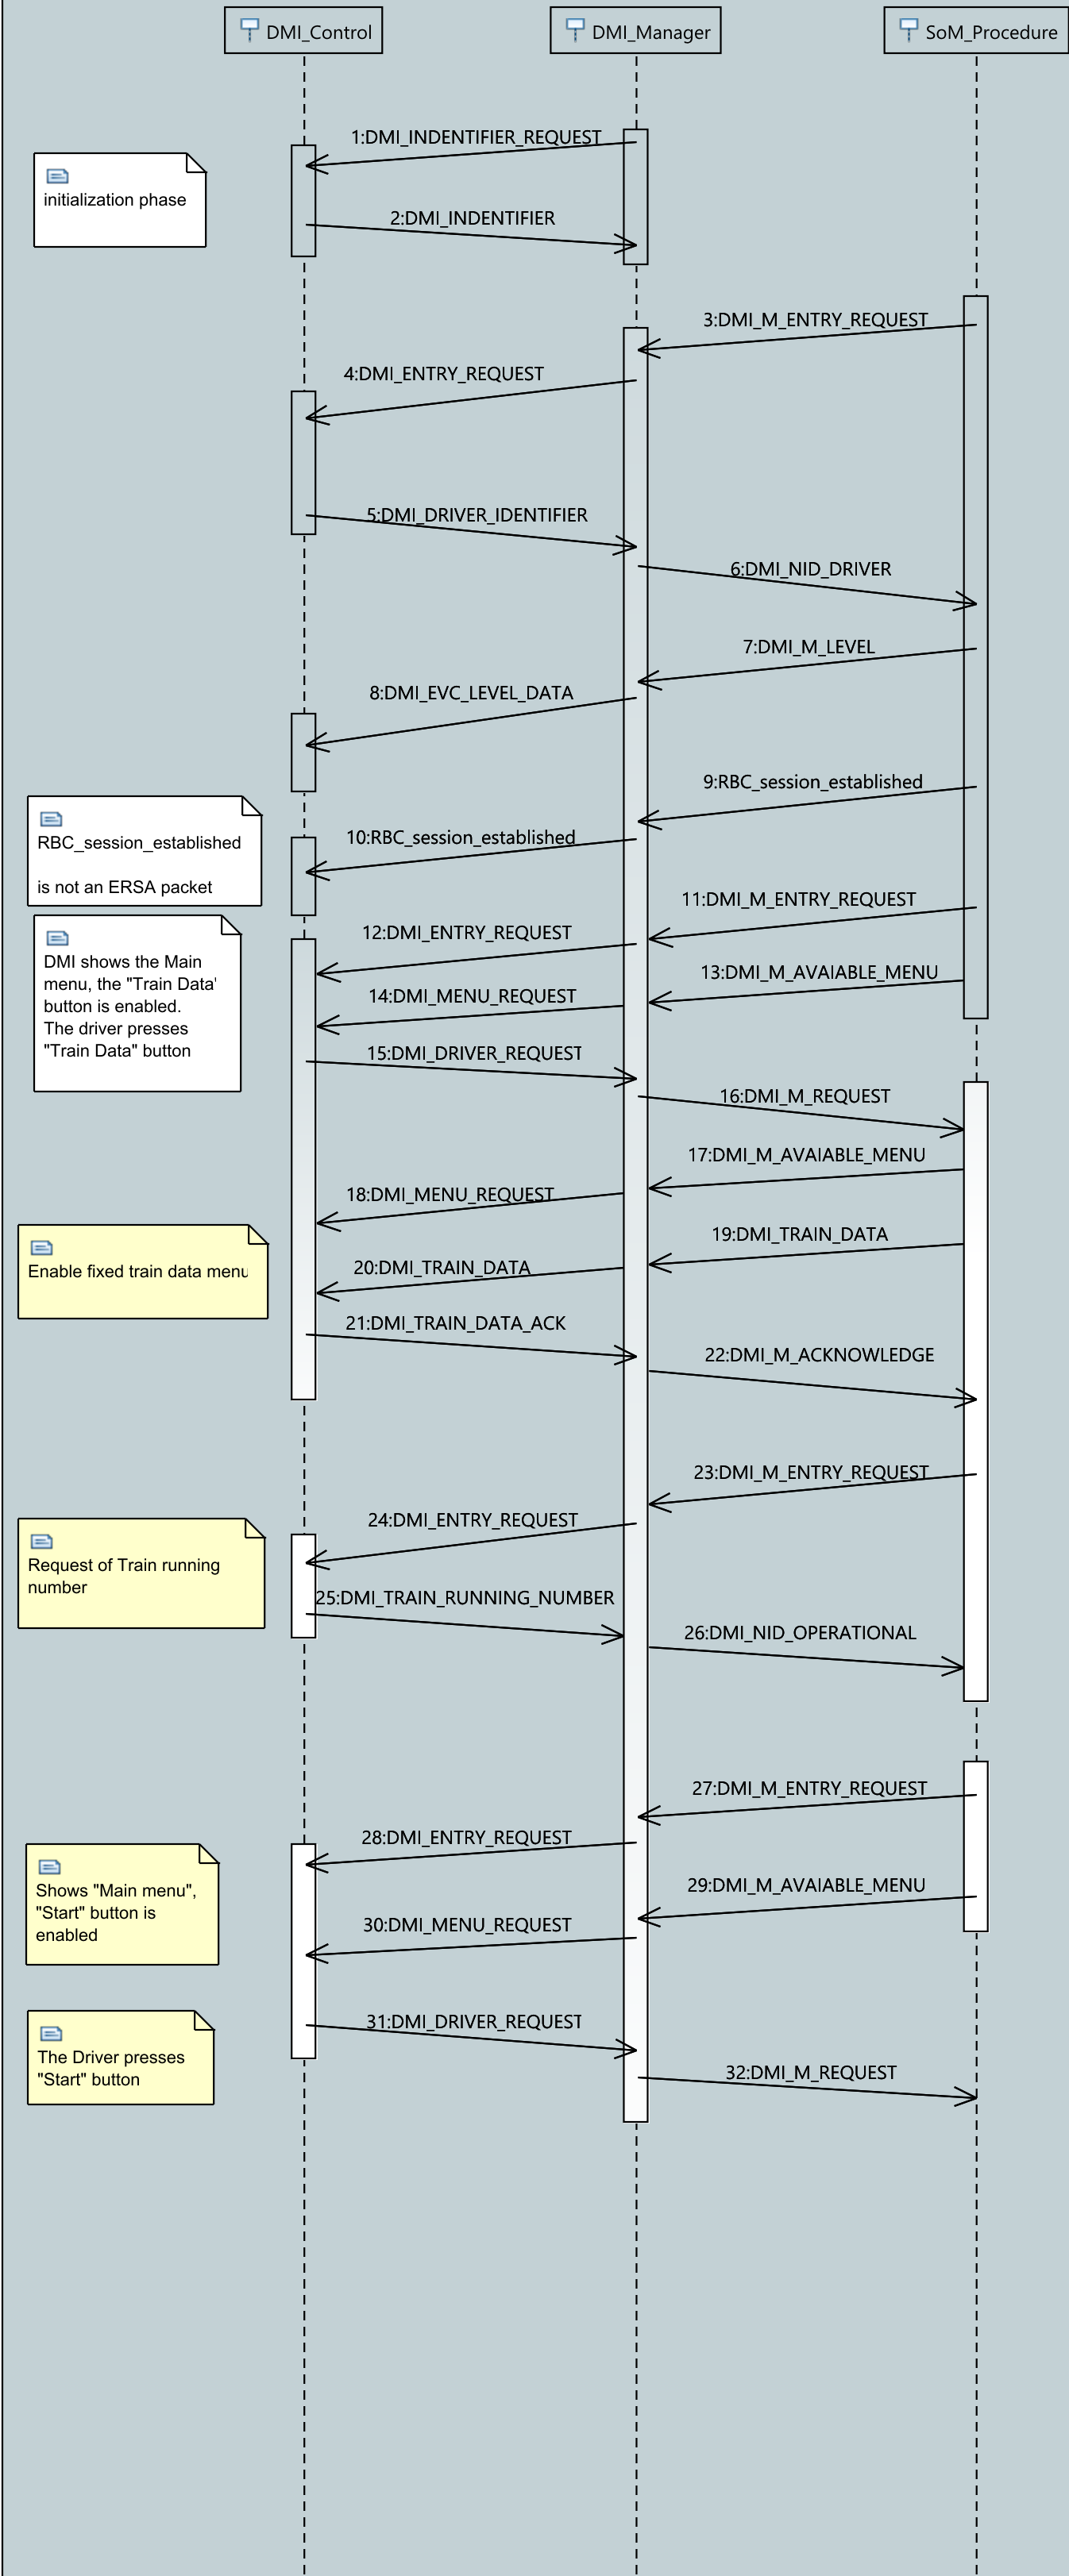 DMI_Control
DMI_Manager
SoM_Procedure
1:DMI_INDENTIFIER_REQUEST
initialization phase
2:DMI_INDENTIFIER
3:DMI_M_ENTRY_REQUEST
4:DMI_ENTRY_REQUEST
5:DMI_DRIVER_IDENTIFIER
6:DMI_NID_DRIVER
7:DMI_M_LEVEL
8:DMI_EVC_LEVEL_DATA
9:RBC_session_established
10:RBC_session_established
RBC_session_established
is not an ERSA packet
11:DMI_M_ENTRY_REQUEST
12:DMI_ENTRY_REQUEST
DMI shows the Main
menu, the "Train Data'
button is enabled.
The driver presses
"Train Data" button
13:DMI_M_AVAIABLE_MENU
14:DMI_MENU_REQUEST
15:DMI_DRIVER_REQUEST
16:DMI_M_REQUEST
17:DMI_M_AVAIABLE_MENU
18:DMI_MENU_REQUEST
19:DMI_TRAIN_DATA
20:DMI_TRAIN_DATA
Enable fixed train data menu
21:DMI_TRAIN_DATA_ACK
22:DMI_M_ACKNOWLEDGE
23:DMI_M_ENTRY_REQUEST
24:DMI_ENTRY_REQUEST
Request of Train running
number
25:DMI_TRAIN_RUNNING_NUMBER
26:DMI_NID_OPERATIONAL
27:DMI_M_ENTRY_REQUEST
28:DMI_ENTRY_REQUEST
29:DMI_M_AVAIABLE_MENU
Shows "Main menu",
"Start" button is
enabled
30:DMI_MENU_REQUEST
31:DMI_DRIVER_REQUEST
The Driver presses
"Start" button
32:DMI_M_REQUEST